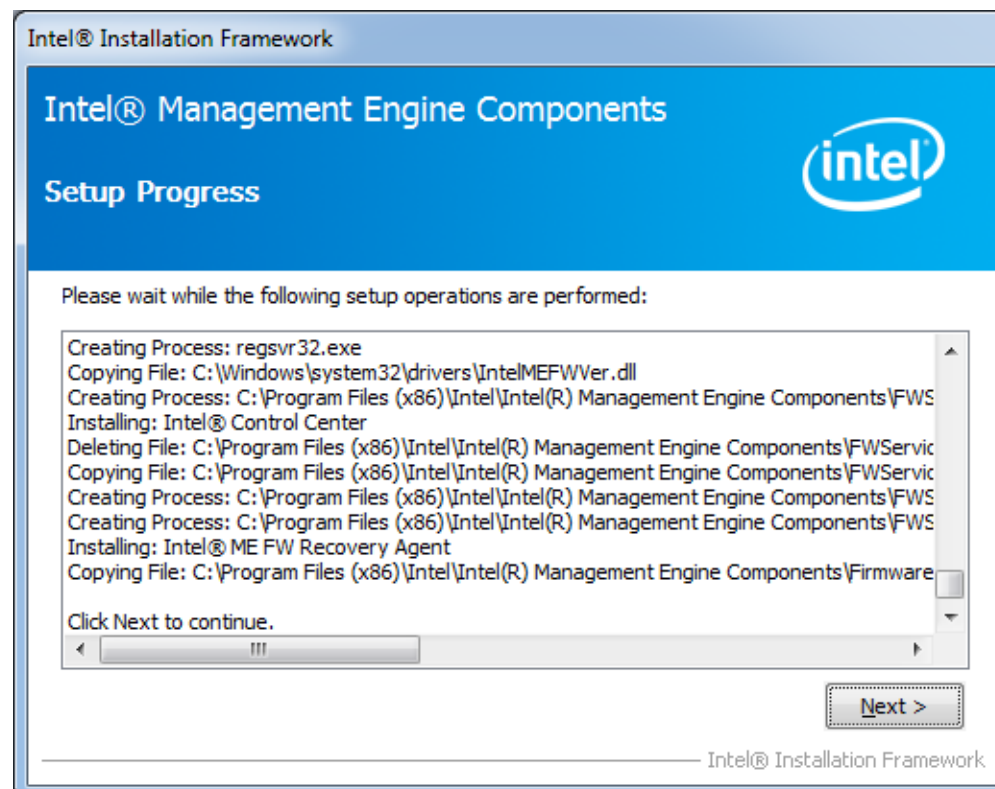 Intel® Installation Framework
Intel® Management Engine Components
intel
Setup Progress
Please wait while the following setup operations are performed:
Creating Process: regsvr32.exe
Copying File: C:\Windows\system32\drivers\IntelMEFWVer.dll
Creating Process: C:\Program Files (x86)\Intel\Intel(R) Management Engine Components\FWS
Installing: Intel® Control Center
Deleting File: C:\Program Files (x86)\Intel\Intel(R) Management Engine Components\FWServic
Copying File: C:\Program Files (x86)\Intel\Intel(R) Management Engine Components\FWServic
Creating Process: C:\Program Files (x86)\Intel\Intel(R) Management Engine Components\FWS
Creating Process: C:\Program Files (x86)\Intel\Intel(R) Management Engine Components\FWS
Installing: Intel® ME FW Recovery Agent
Copying File: C:\Program Files (x86)\Intel\Intel(R) Management Engine Components\Firmware
Click Next to continue.
Next >
Intel® Installation Framework